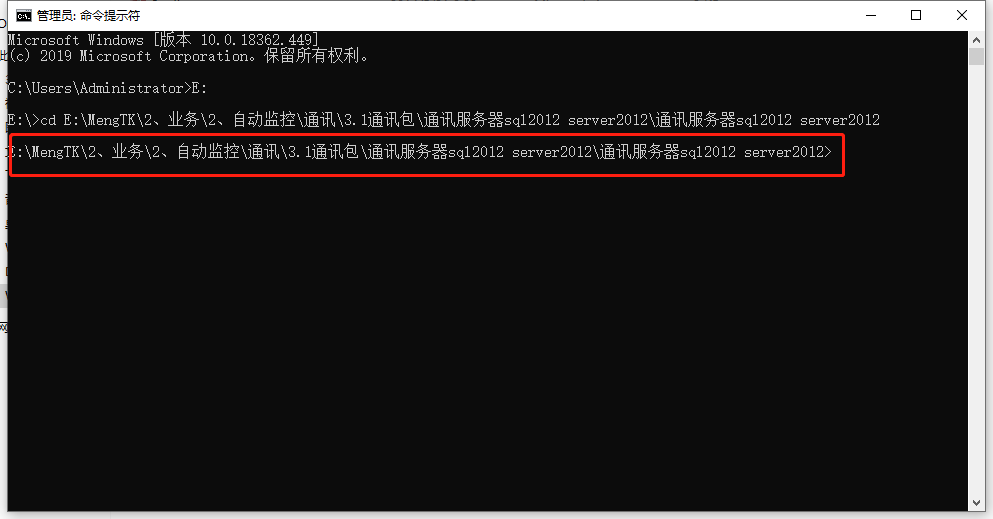 管理员: 命令提示符
Microsoft Windows [版本 10.0.18362.449]
(c) 2019 Microsoft Corporation。保留所有权利。
C:\Users\Administrator>E:
E:\>cd E:\MengTK\2、业务\2、自动监控\通讯\3.1通讯包\通讯服务器sql2012 server2012\通讯服务器sql2012 server2012
E:\MengTK\2、业务\2、自动监控\通讯\3.1通讯包\通讯服务器sql2012 server2012\通讯服务器sql2012 server2012>